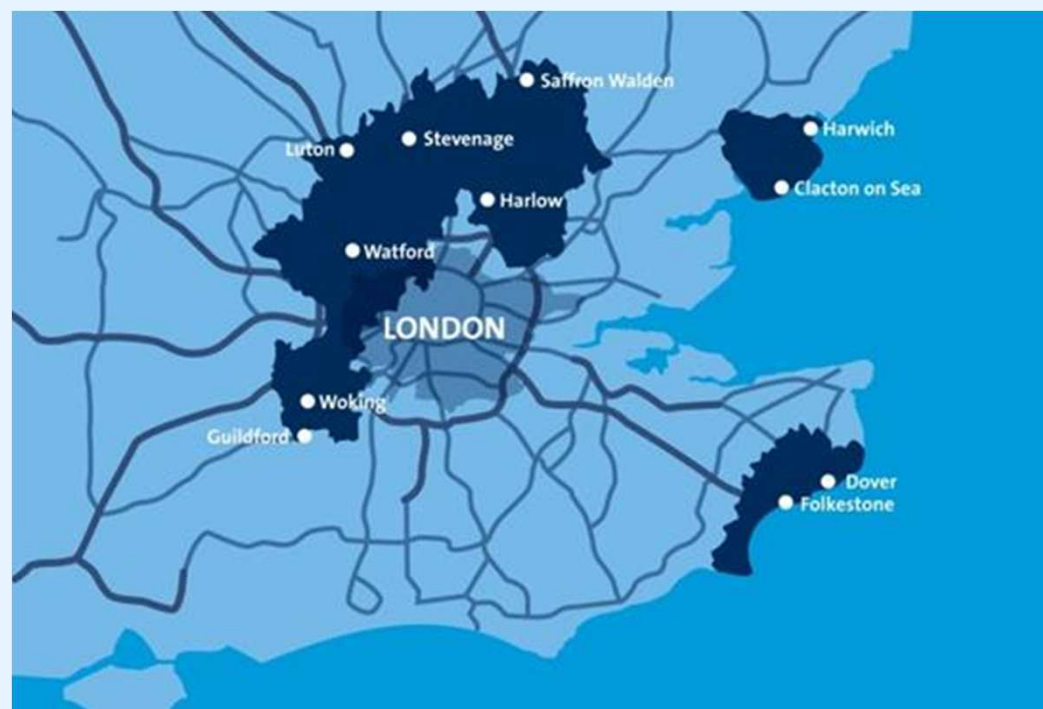 Saffron Walden
Harwich
Stevenage
Luton
Clacton on Sea
Harlow
Watford
LONDON
Woking
Guildford
Dover
Folkestone